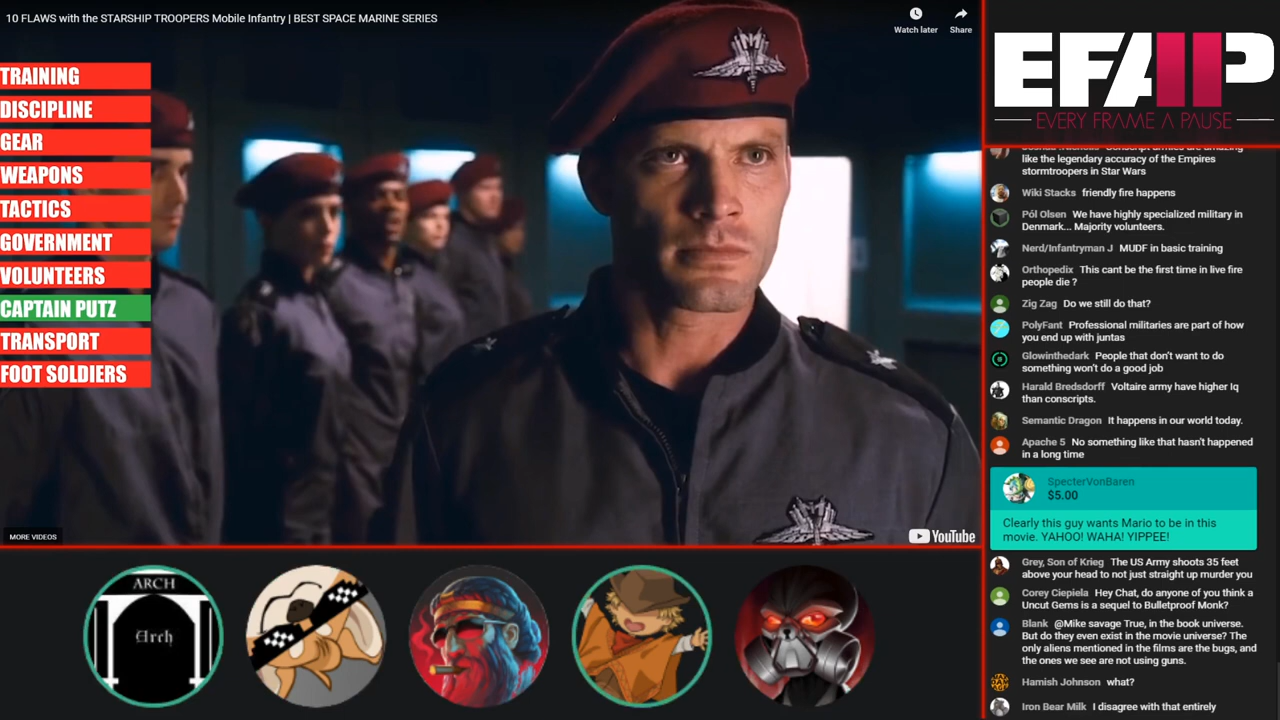 10 FLAWS with the STARSHIP TROOPERS Mobile Infantry | BEST SPACE MARINE SERIES
Watch later
Share
TRAINING
DISCIPLINE
GEAR
WEAPONS
TACTICS
GOVERNMENT
VOLUNTEERS
CAPTAIN PUTZ
TRANSPORT
FOOT SOLDIERS
MORE VIDEOS
YouTube
ARCH
Arch
EFAP
EVERY FRAME A PAUSE
like the legendary accuracy of the Empires
stormtroopers in Star Wars
Wiki Stacks friendly fire happens
Pól Olsen We have highly specialized military in
Denmark... Majority volunteers.
Nerd/Infantryman J MUDF in basic training
Orthopedix This cant be the first time in live fire
people die ?
Zig Zag Do we still do that?
PolyFant Professional militaries are part of how
you end up with juntas
Glowinthedark People that don't want to do
something won't do a good job
Harald Bredsdorff Voltaire army have higher Iq
than conscripts.
Semantic Dragon It happens in our world today.
Apache 5 No something like that hasn't happened
in a long time
SpecterVonBaren
$5.00
Clearly this guy wants Mario to be in this
movie. YAHOO! WAHA! YIPPEE!
Grey, Son of Krieg The US Army shoots 35 feet
above your head to not just straight up murder you
Corey Ciepiela Hey Chat, do anyone of you think a
Uncut Gems is a sequel to Bulletproof Monk?
Blank @Mike savage True, in the book universe.
But do they even exist in the movie universe? The
only aliens mentioned in the films are the bugs, and
the ones we see are not using guns.
Hamish Johnson what?
Iron Bear Milk I disagree with that entirely